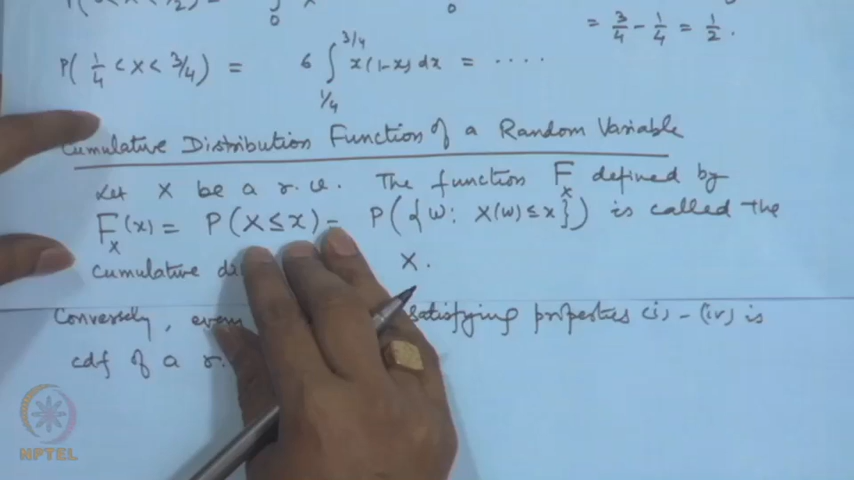 = 3/4 - 1/4 = 1/2.
P( 1/4 < X < 3/4 ) = 6 ∫_{1/4}^{3/4} x(1-x) dx = ....
Cumulative Distribution Function of a Random Variable
Let X be a r.v. The function F_X defined by
F_X(x) = P(X≤x) = P({ω: X(ω)≤x}) is called the
cumulative X.
Conversely, satisfying properties (i) - (iv) is
cdf of a r.
NPTEL